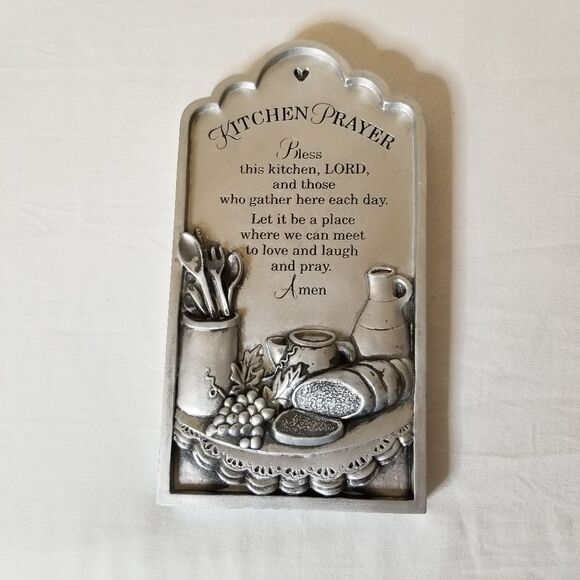 KITCHEN PRAYER
Bless
this kitchen, LORD,
and those
who gather here each day.
Let it be a place
where we can meet
to love and laugh
and pray.
Amen